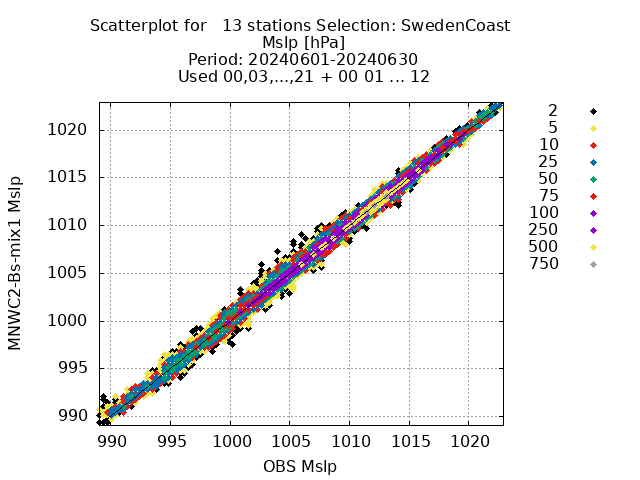 Scatterplot for   13 stations Selection: SwedenCoast
Mslp [hPa]
Period: 20240601-20240630
Used 00,03,...,21 + 00 01 ... 12
MNWC2-Bs-mix1 Mslp
1020
1015
1010
1005
1000
995
990
990 995 1000 1005 1010 1015 1020
OBS Mslp
2
5
10
25
50
75
100
250
500
750